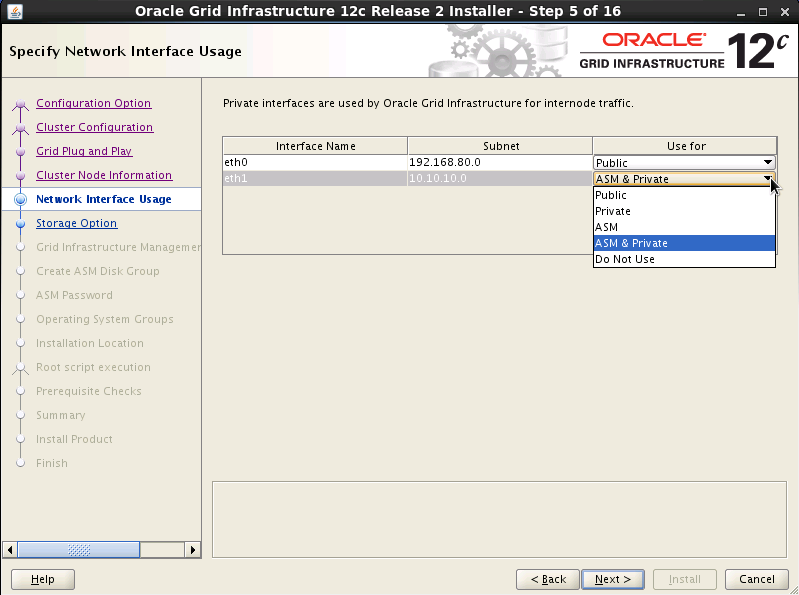 Oracle Grid Infrastructure 12c Release 2 Installer - Step 5 of 16
Specify Network Interface Usage
ORACLE
GRID INFRASTRUCTURE
12c
Configuration Option
Cluster Configuration
Grid Plug and Play
Cluster Node Information
Network Interface Usage
Storage Option
Grid Infrastructure Managemer
Create ASM Disk Group
ASM Password
Operating System Groups
Installation Location
Root script execution
Prerequisite Checks
Summary
Install Product
Finish
Private interfaces are used by Oracle Grid Infrastructure for internode traffic.
Interface Name Subnet Use for
eth0 192.168.80.0 Public
eth1 10.10.10.0 ASM & Private
Public
Private
ASM
ASM & Private
Do Not Use
Help < Back Next > Install Cancel